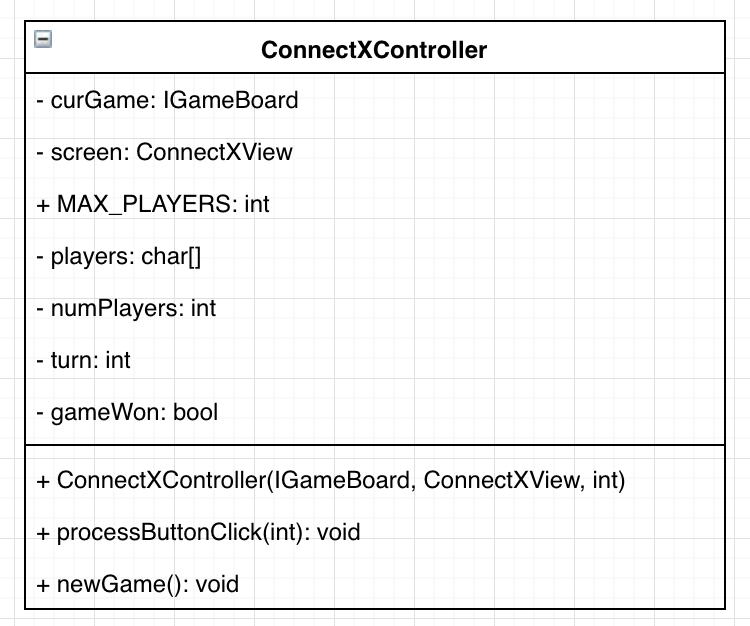 ConnectXController
- curGame: IGameBoard
- screen: ConnectXView
+ MAX_PLAYERS: int
- players: char[]
- numPlayers: int
- turn: int
- gameWon: bool
+ ConnectXController(IGameBoard, ConnectXView, int)
+ processButtonClick(int): void
+ newGame(): void